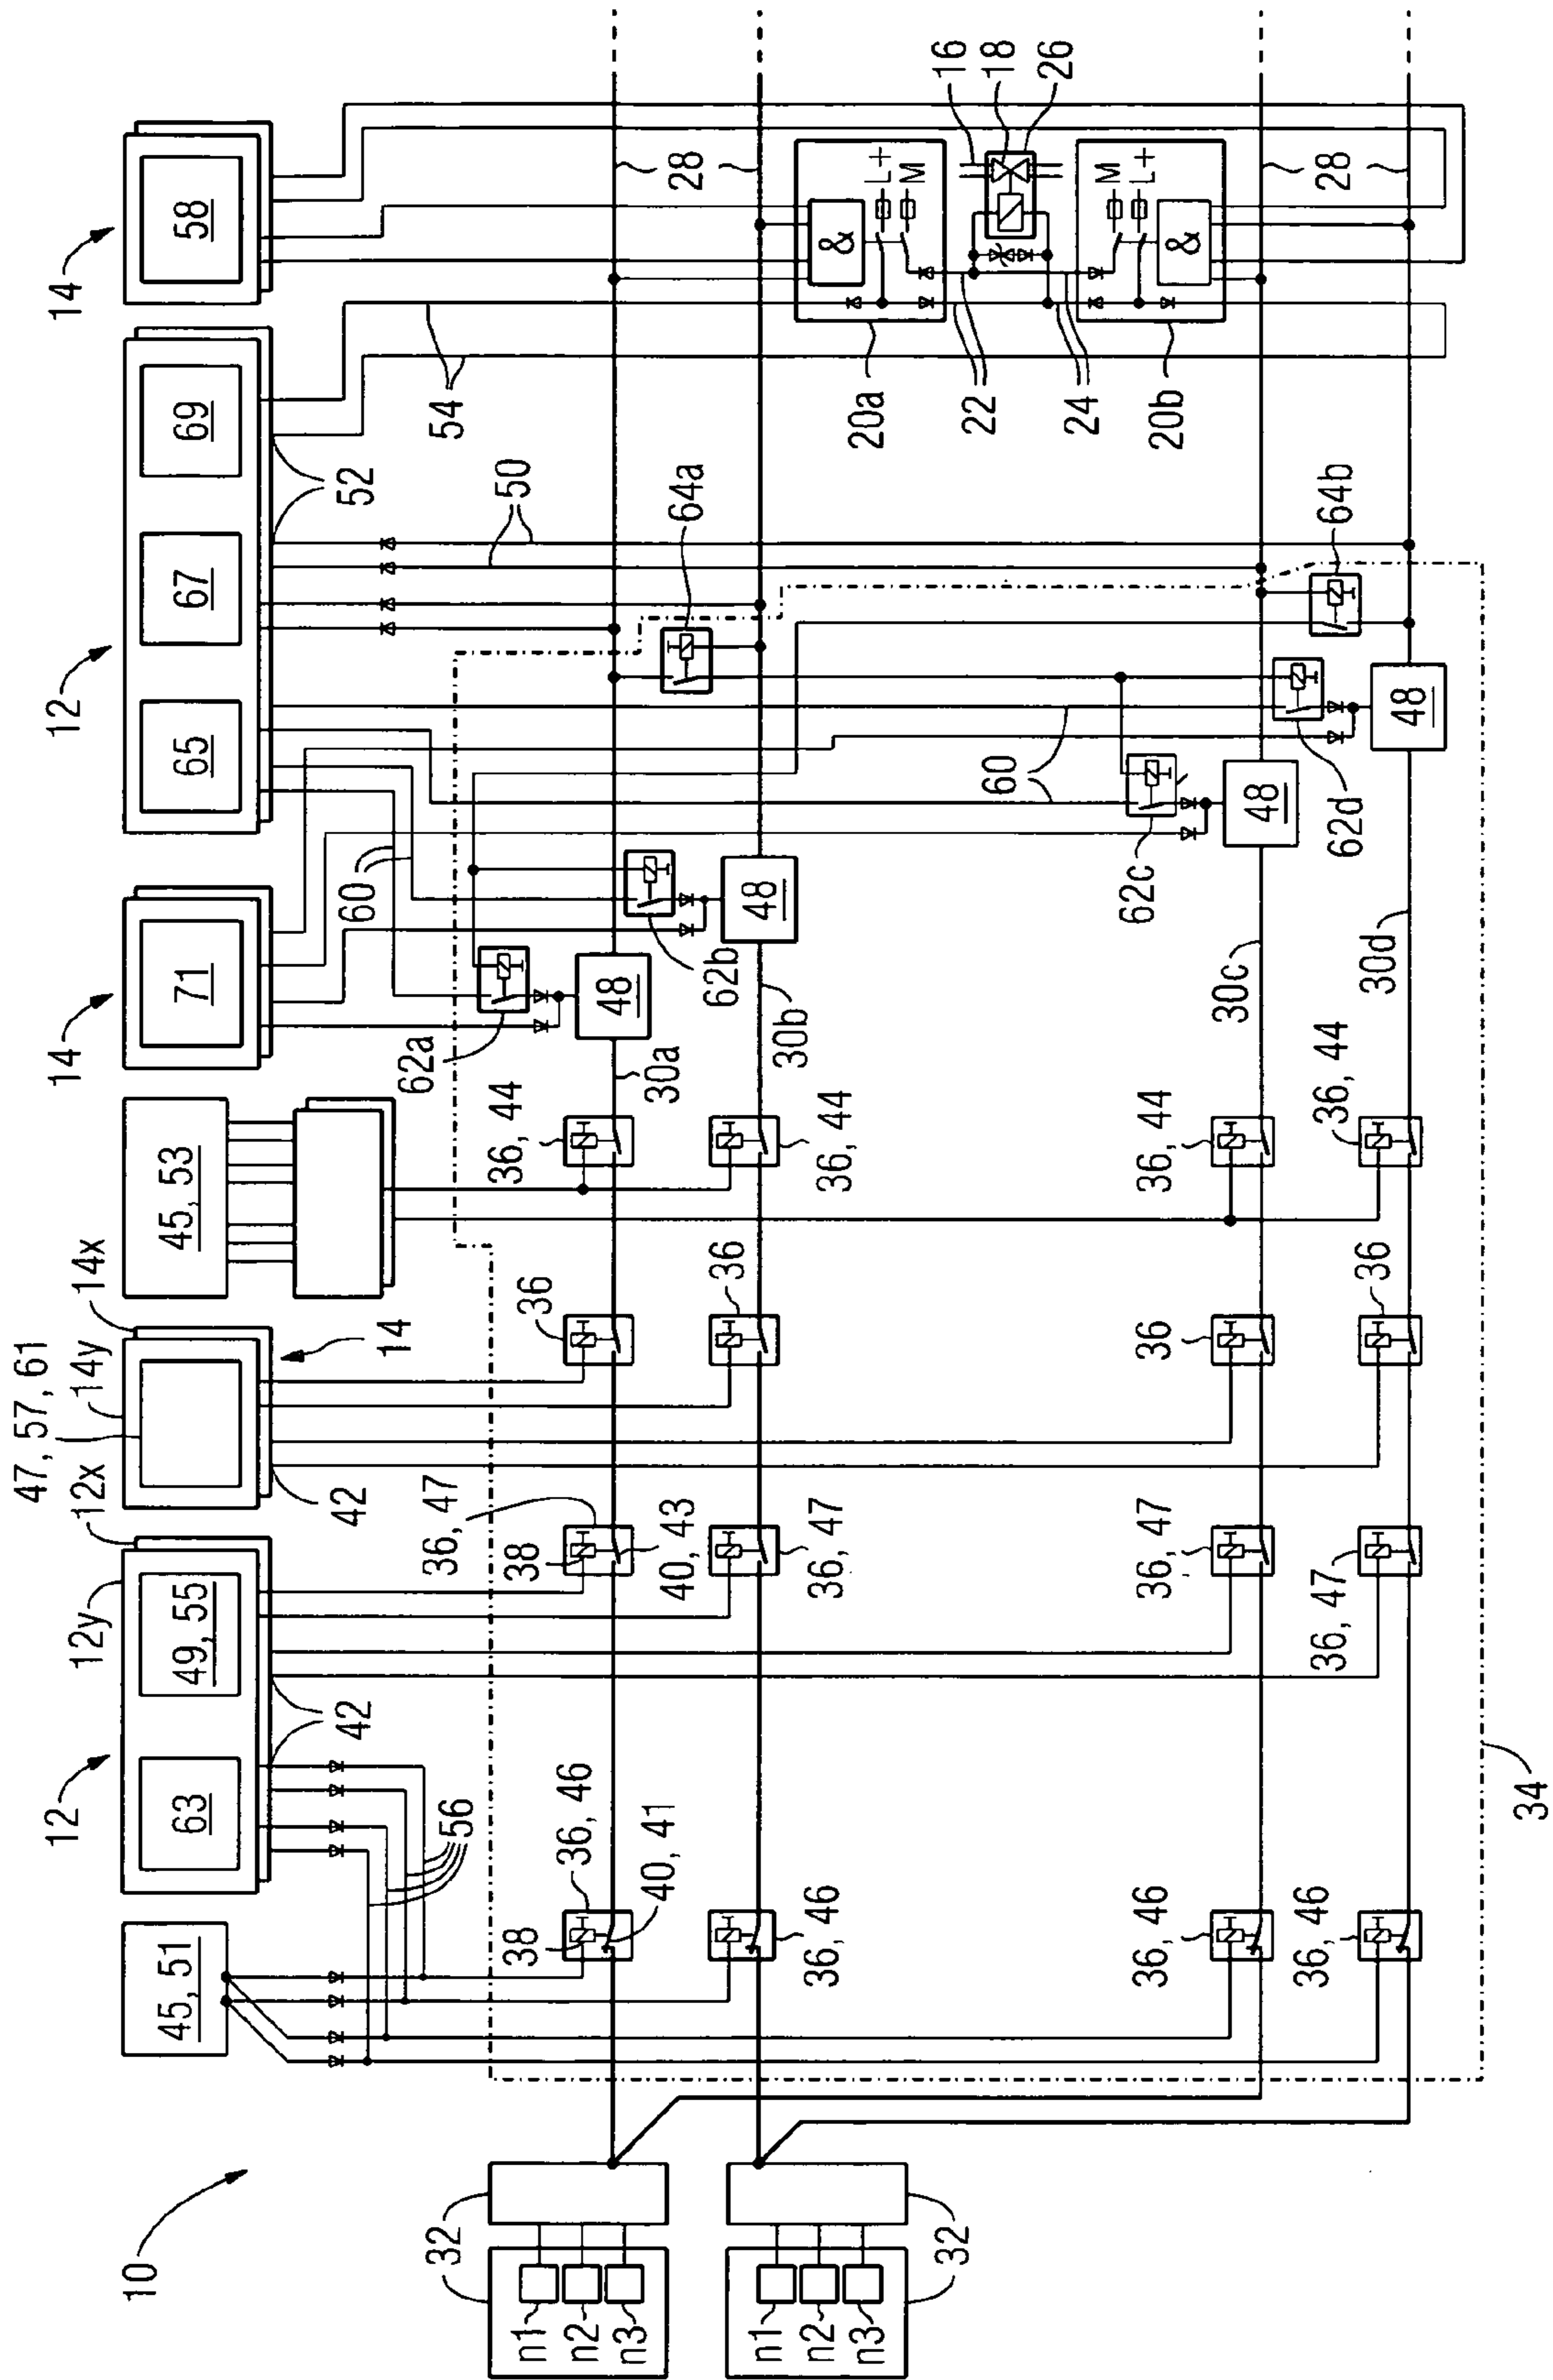 47, 57, 61
12x 14y 14x
12y
12 12 14
14 14
45, 51
63
49, 55
45, 53
71
65
67
69
58
42
42
56
60
52
54
50
10
32
n1
n2
n3
32
n1
n2
n3
38
36, 46
40, 41
36, 46
36, 46
36, 46
36, 47
38
40, 43
36, 47
36, 47
36, 47
36
36
36
36
36, 44
36, 44
36, 44
36, 44
30a
30b
30c
30d
62a
62b
62c
62d
48
48
48
48
60
64a
64b
28
28
&
L+
M
20a
22
24
16
18
26
M
L+
&
20b
34